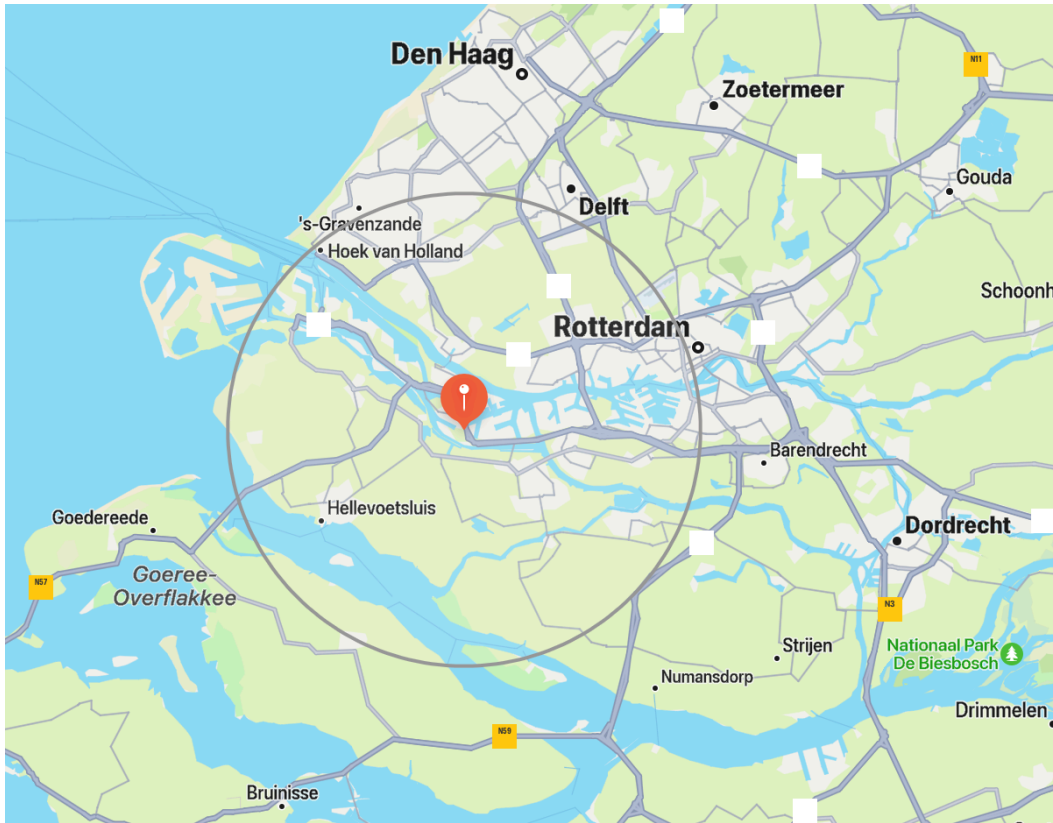 Den Haag
N11
Zoetermeer
Gouda
Delft
's-Gravenzande
Hoek van Holland
Schoonh
Rotterdam
Barendrecht
Hellevoetsluis
Goedereede
Dordrecht
Goeree-
Overflakkee
N57
N3
Strijen
Nationaal Park
De Biesbosch
Numansdorp
Drimmelen
N59
Bruinisse